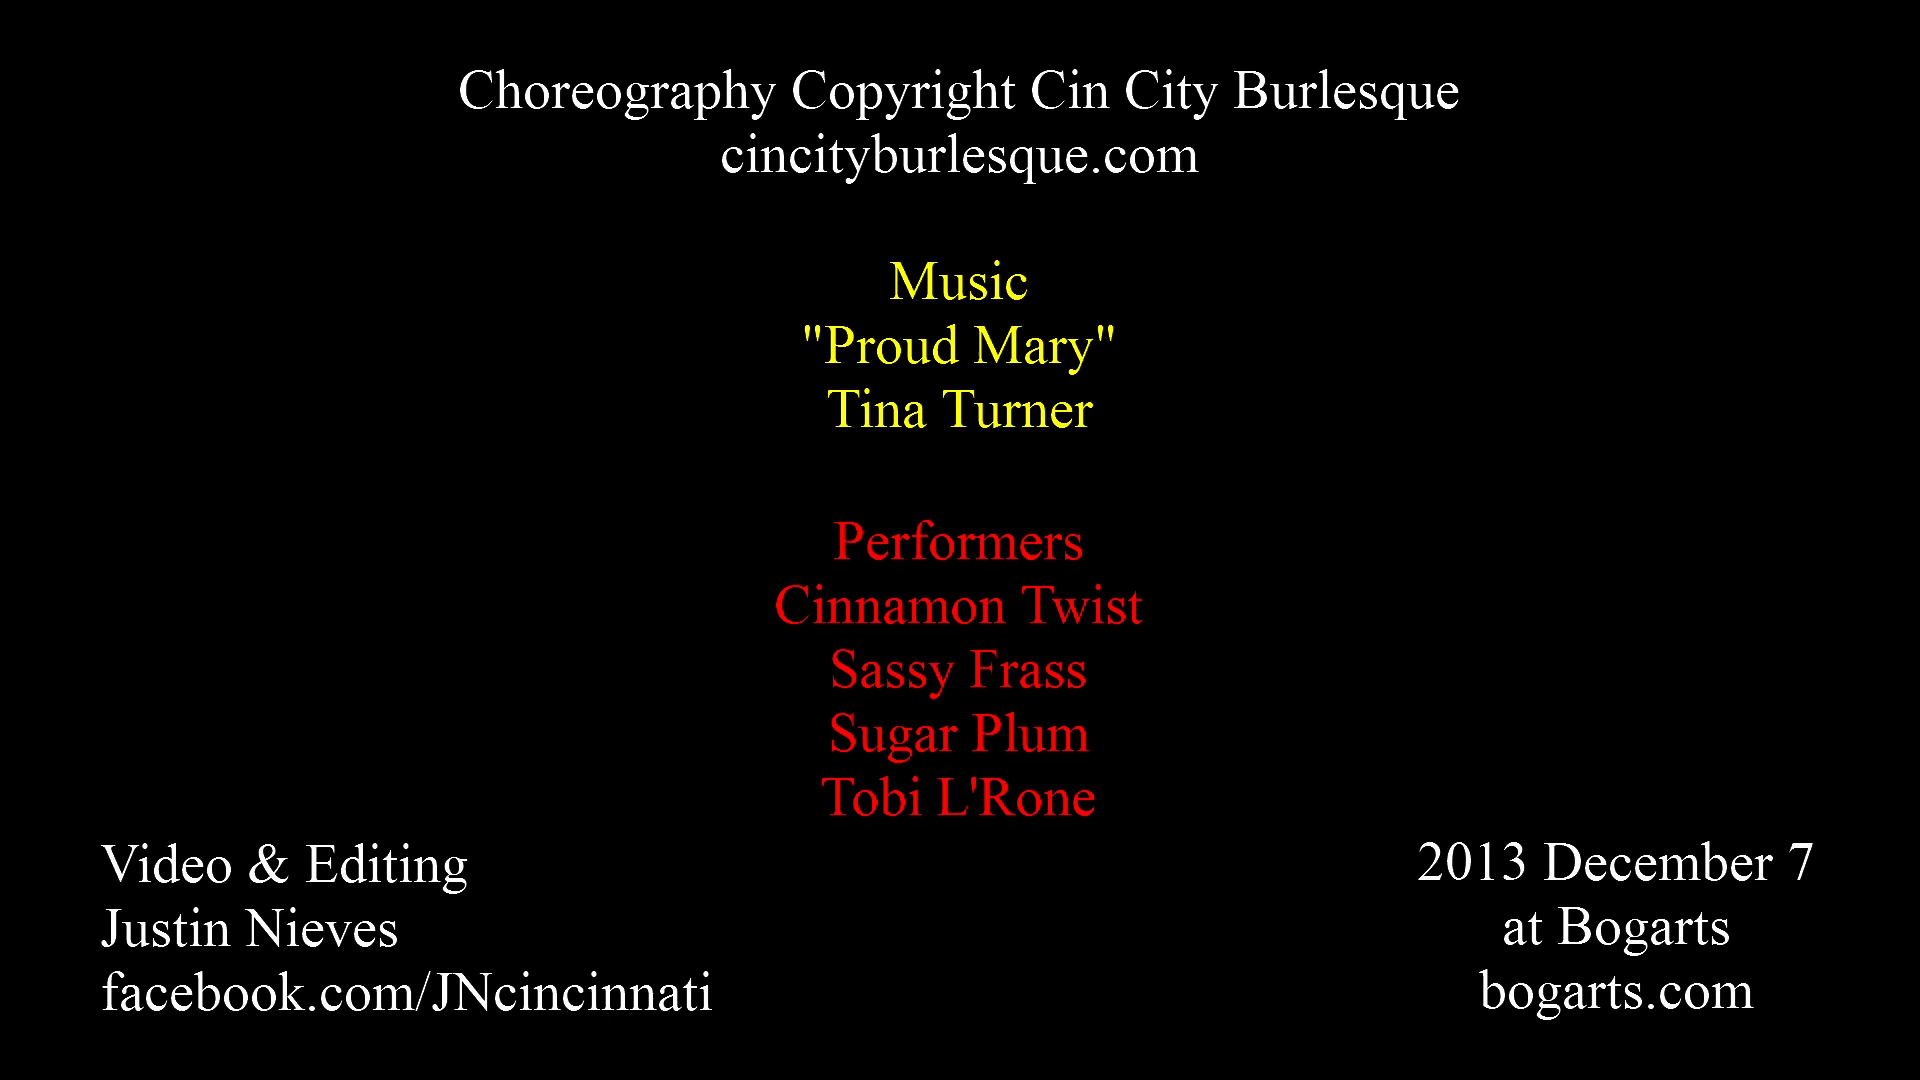 Choreography Copyright Cin City Burlesque
cincityburlesque.com
Music
"Proud Mary"
Tina Turner
Performers
Cinnamon Twist
Sassy Frass
Sugar Plum
Tobi L'Rone
Video & Editing
Justin Nieves
facebook.com/JNcincinnati
2013 December 7
at Bogarts
bogarts.com